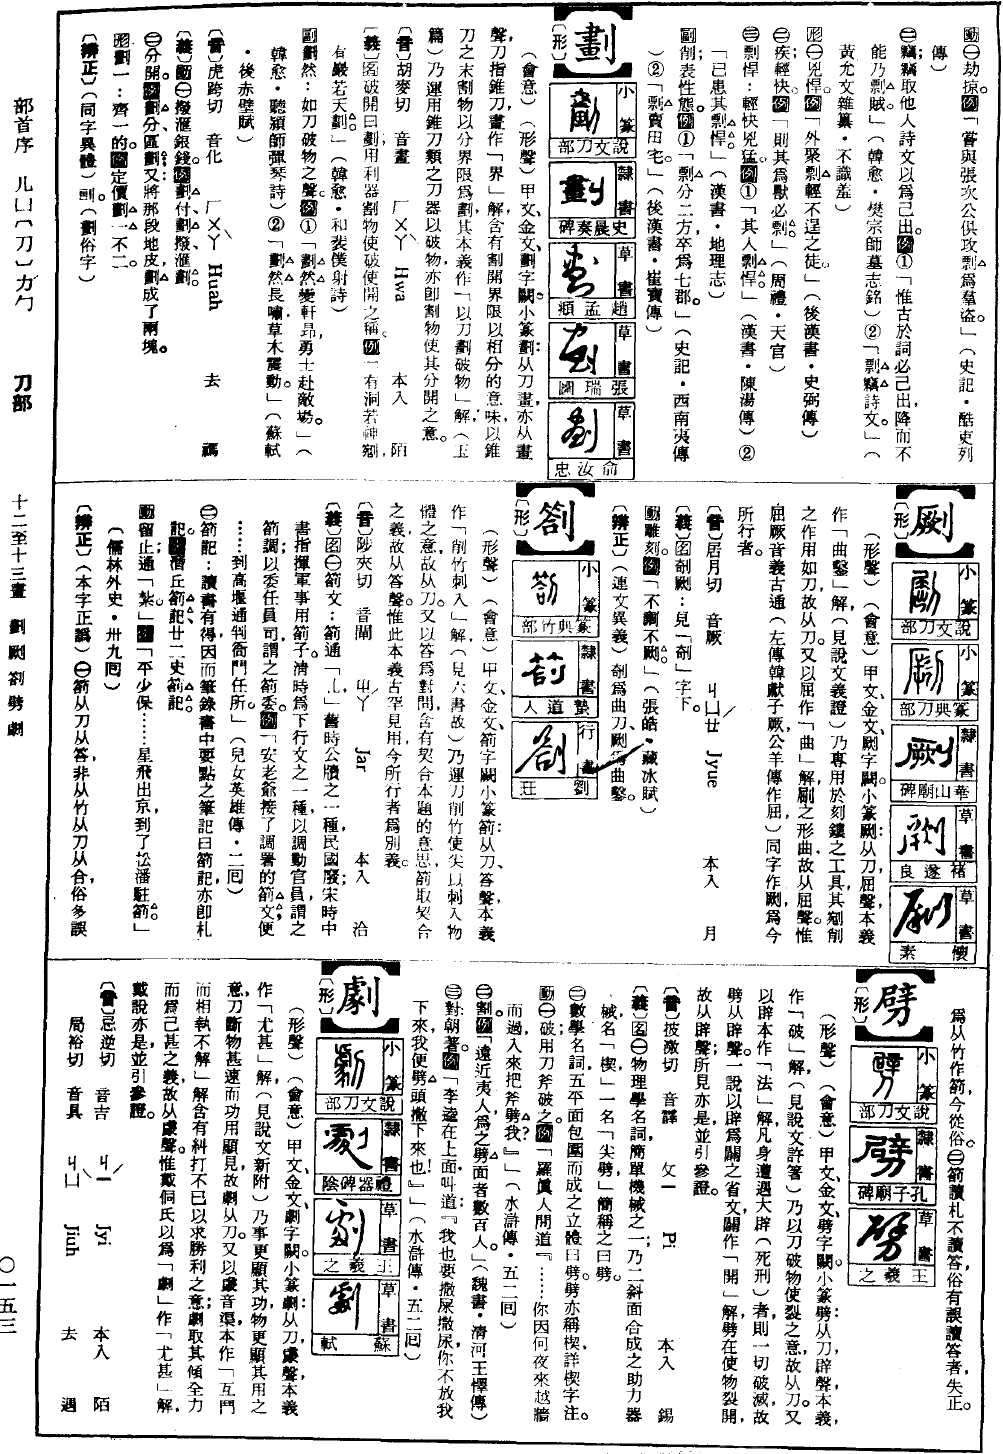 動㊀劫掠。例「嘗與張次公俱攻剽爲羣盜。」（史記・酷吏列
傳）
㊁竊；竊取他人詩文以爲己出。例①「惟古於詞必己出，降而不
能乃剽賊」（韓愈・樊宗師墓志銘）②「剽竊詩文。」（
黃允文雜纂・不識羞）
形㊀兇悍。例「外聚剽輕不逞之徒。」（後漢書・史弼傳）
㊁疾；輕快。例「則其爲獸必剽。」（周禮・天官）
㊂剽悍：輕快兇猛。例①「其人剽悍。」（漢書・陳湯傳）②
「已患其剽悍。」（漢書・地理志）
副削；表性態。例①「剽分二方，卒爲七郡。」（史記・西南夷傳
）②「剽賣田宅。」（後漢書・崔寔傳）
劃
〔形〕
小篆 說文刀部
隸書 史晨奏碑
草書 趙孟頫
草書 張瑞圖
草書 俞汝忠
（會意）（形聲）甲文、金文、劃字闕。小篆劃：从刀畫，亦从畫
聲，刀指錐刀，畫作「界」解，含有割開界限以相分的意味，以錐
刀之末割物以分界限爲劃，其本義作「以刀劃破物」解（玉
篇）乃運用錐刀類之刀器以破物，亦卽割物使其分開之意。
〔音〕胡麥切　音畫　ㄏㄨㄚˋ　Hwa　本入　陌
〔義〕名破開曰劃，用利器割物使破使開之稱。例「有洞若神剜，
有巖若天劃。」（韓愈・和裴僕射詩）
副劃然：如刀破物之聲。例①「劃然變軒昂，勇士赴敵場。」（
韓愈・聽穎師彈琴詩）②「劃然長嘯，草木震動。」（蘇軾
・後赤壁賦）
〔音〕虎跨切　音化　ㄏㄨㄚˋ　Huah　去　禡
〔義〕動㊀撥滙銀錢。例劃付、劃撥、滙劃。
㊁分開。例劃分、區劃；又將那段地皮，劃成了兩塊。
形劃一：齊一的。例定價劃一不二。
〔辨正〕（同字異體）（劃俗字）
劂
〔形〕
小篆 說文刀部
小篆 篆典刀部
隸書 華山廟碑
草書 褚遂良
草書 懷素
（形聲）（會意）甲文、金文、劂字闕。小篆劂：从刀，屈聲，本義
作「曲鑿」解（見說文義證）乃專用於刻鏤之工具，其剜削
之作用如刀，故从刀。又以屈作「曲」解，劂之形曲，故从屈聲。惟
屈厥音義古通（左傳韓獻子厥，公羊傳作屈）同字作劂，爲今
所行者。
〔音〕居月切　音厥　ㄐㄩㄝˊ　Jyue　本入　月
〔義〕名剞劂：見「剞」字下。
動雕刻。例「不劘不劂。」（張皓・藏冰賦）
〔辨正〕（連文異義）剞爲曲刀，劂爲曲鑿。
劄
〔形〕
小篆 篆典竹部
隸書 蟄道人
行書 劉珏
（形聲）（會意）甲文、金文、劄字闕。小篆劄：从刀、答聲，本義
作「削竹刺入」解（見六書故）乃運刀削竹使尖以刺入物
體之意，故从刀。又以答爲對問，含有契合本題的意思，劄取契合
之義，故从答聲。惟此本義古罕見用，今所行者爲別義。
〔音〕陟夾切　音閘　ㄓㄚˊ　Jar　本入　洽
〔義〕名㊀劄文：劄通「札」，舊時公牘之一種，民國廢；宋時中
書指揮軍事用劄子。清時爲下行文之一種，以調動官員謂之
劄調；以委任員司謂之劄委。例「安老爺接了調署的劄文，便
……到高堰通判衙門任所。」（兒女英雄傳・二回）
㊁劄記：讀書有得，因而筆錄書中要點之筆記曰劄記，亦卽札
記。例潛丘劄記、廿二史劄記。
動留止，通「紮」。例「平少保……星飛出京，到了松潘駐劄」
（儒林外史・卅九回）
〔辨正〕（本字正誤）㊀劄从刀从答，非从竹从刀从合，俗多誤
爲从竹作箚，今從俗。㊁劄讀札不讀答，俗有誤讀答者，失正。
劈
〔形〕
小篆 說文刀部
隸書 孔子廟碑
草書 王羲之
（形聲）（會意）甲文、金文、劈字闕。小篆劈：从刀，辟聲，本義
作「破」解（見說文許箸）乃以刀破物使裂之意，故从刀。又
以辟本作「法」解，凡身遭遇大辟（死刑）者則一切破滅，故
劈从辟聲。一說以辟爲闢之省文，闢作「開」解，劈在使物裂開，
故从辟聲，所見亦是，並引參證。
〔音〕披激切　音譯　ㄆㄧ　Pi　本入　錫
〔義〕名㊀物理學名詞，簡單機械之一，乃二斜面合成之助力器
械，名「楔」，一名「尖劈」，簡稱之曰劈。
㊁數學名詞，五平面包圍而成之立體曰劈，劈亦稱楔，詳楔字注。
動㊀破；用刀斧破之。例「羅眞人問道：『……你因何夜來越牆
而過，入來把斧劈我？』」（水滸傳・五二回）
㊁割。例「遠近夷人爲之劈面者數百人」（魏書・清河王懌傳）
㊂對，朝著。例「李逵在上面叫道：『我也要撒尿撒屎，你不放我
下來，我便劈頭撒下來也！』」（水滸傳・五二回）
劇
〔形〕
小篆 說文刀部
隸書 禮器碑陰
草書 王羲之
草書 蘇軾
（形聲）（會意）甲文、金文、劇字闕。小篆劇：从刀，豦聲，本義
作「尤甚」解（見說文新附）乃事更顯其功、物更顯其用之
意，刀斷物甚速而功用顯見，故劇从刀。又以豦音渠，本作「互鬥
而相執不解」解，含有糾打不已以求勝利之意；劇取其傾全力
而爲己甚之義，故从豦聲。惟戴侗氏以爲「劇」作「尤甚」解，
戴說亦是，並引參證。
〔音〕忌逆切　音吉　ㄐㄧˊ　Jyi　本入　陌
局裕切　音具　ㄐㄩˋ　Jiuh　去　遇
部首序　ㄦㄩ冖〔刀〕力勹　刀部　十二至十三畫　劃劂劄劈劇　〇一五三